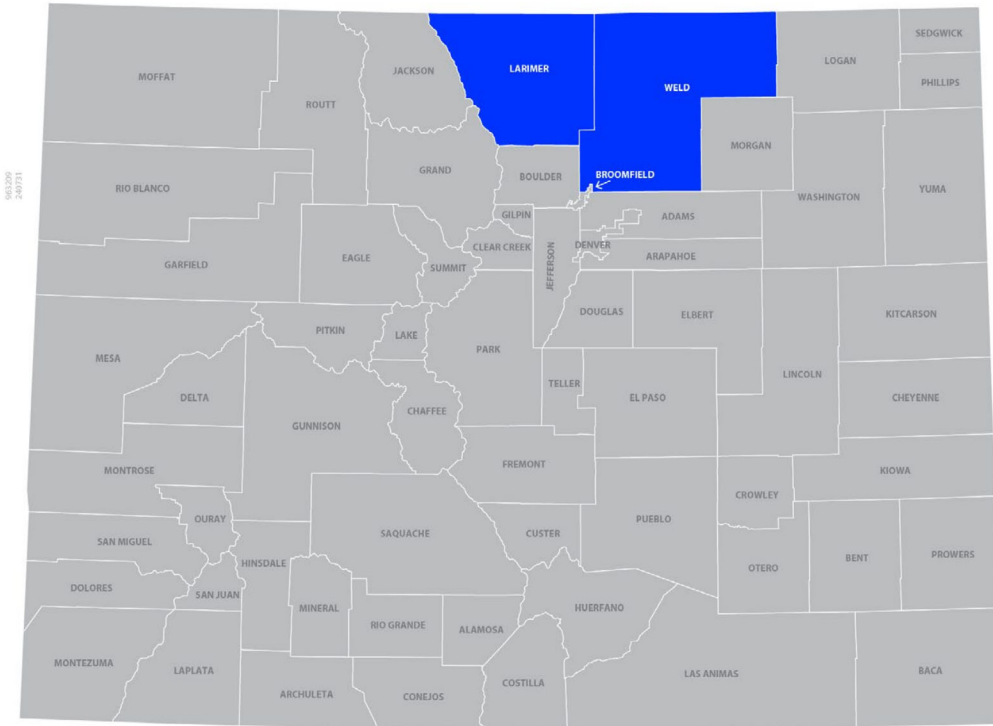 SEDGWICK
LOGAN
LARIMER
JACKSON
MOFFAT
PHILLIPS
WELD
ROUTT
MORGAN
GRAND
BOULDER
BROOMFIELD
963209
240731
RIO BLANCO
YUMA
WASHINGTON
GILPIN
ADAMS
CLEAR CREEK
DENVER
JEFFERSON
ARAPAHOE
EAGLE
GARFIELD
SUMMIT
DOUGLAS
ELBERT
KITCARSON
PITKIN
LAKE
PARK
MESA
LINCOLN
TELLER
DELTA
EL PASO
CHEYENNE
CHAFFEE
GUNNISON
FREMONT
MONTROSE
KIOWA
CROWLEY
OURAY
PUEBLO
SAQUACHE
CUSTER
SAN MIGUEL
PROWERS
BENT
HINSDALE
OTERO
DOLORES
SAN JUAN
MINERAL
HUERFANO
RIO GRANDE
ALAMOSA
MONTEZUMA
LAPLATA
BACA
LAS ANIMAS
COSTILLA
ARCHULETA
CONEJOS